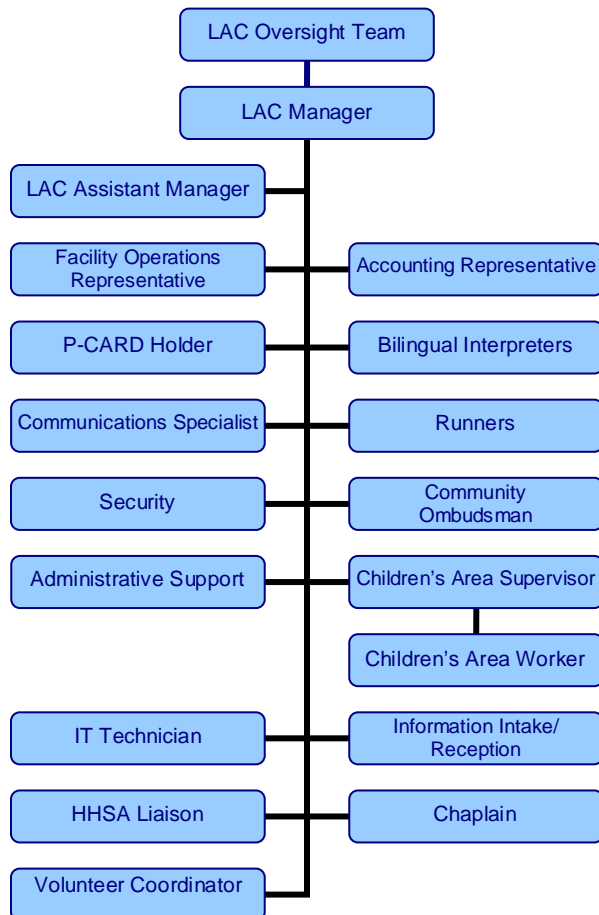 LAC Oversight Team
LAC Manager
LAC Assistant Manager
Facility Operations
Representative
Accounting Representative
P-CARD Holder
Bilingual Interpreters
Communications Specialist
Runners
Security
Community
Ombudsman
Administrative Support
Children’s Area Supervisor
Children’s Area Worker
IT Technician
Information Intake/
Reception
HHSA Liaison
Chaplain
Volunteer Coordinator